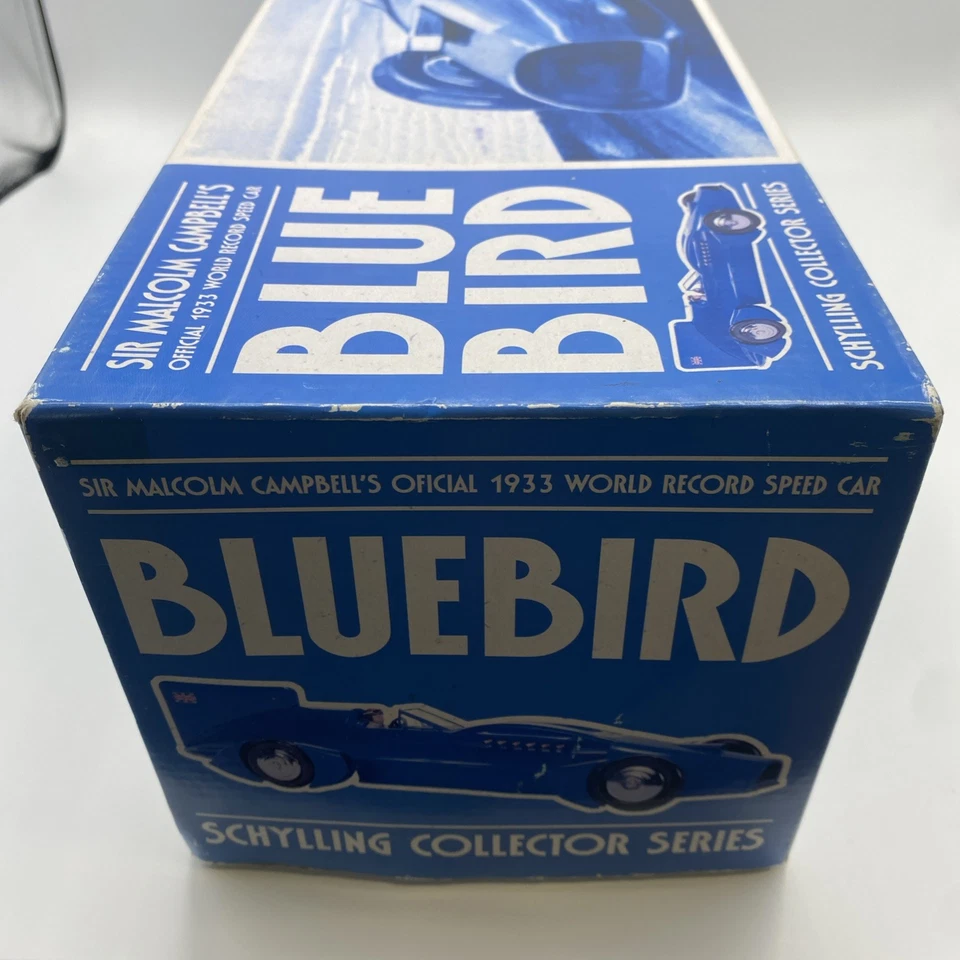 SIR MALCOLM CAMPBELL'S
OFFICIAL 1933 WORLD RECORD SPEED CAR
BLUE
BIRD
SCHYLLING COLLECTOR SERIES
SIR MALCOLM CAMPBELL'S OFICIAL 1933 WORLD RECORD SPEED CAR
BLUEBIRD
SCHYLLING COLLECTOR SERIES